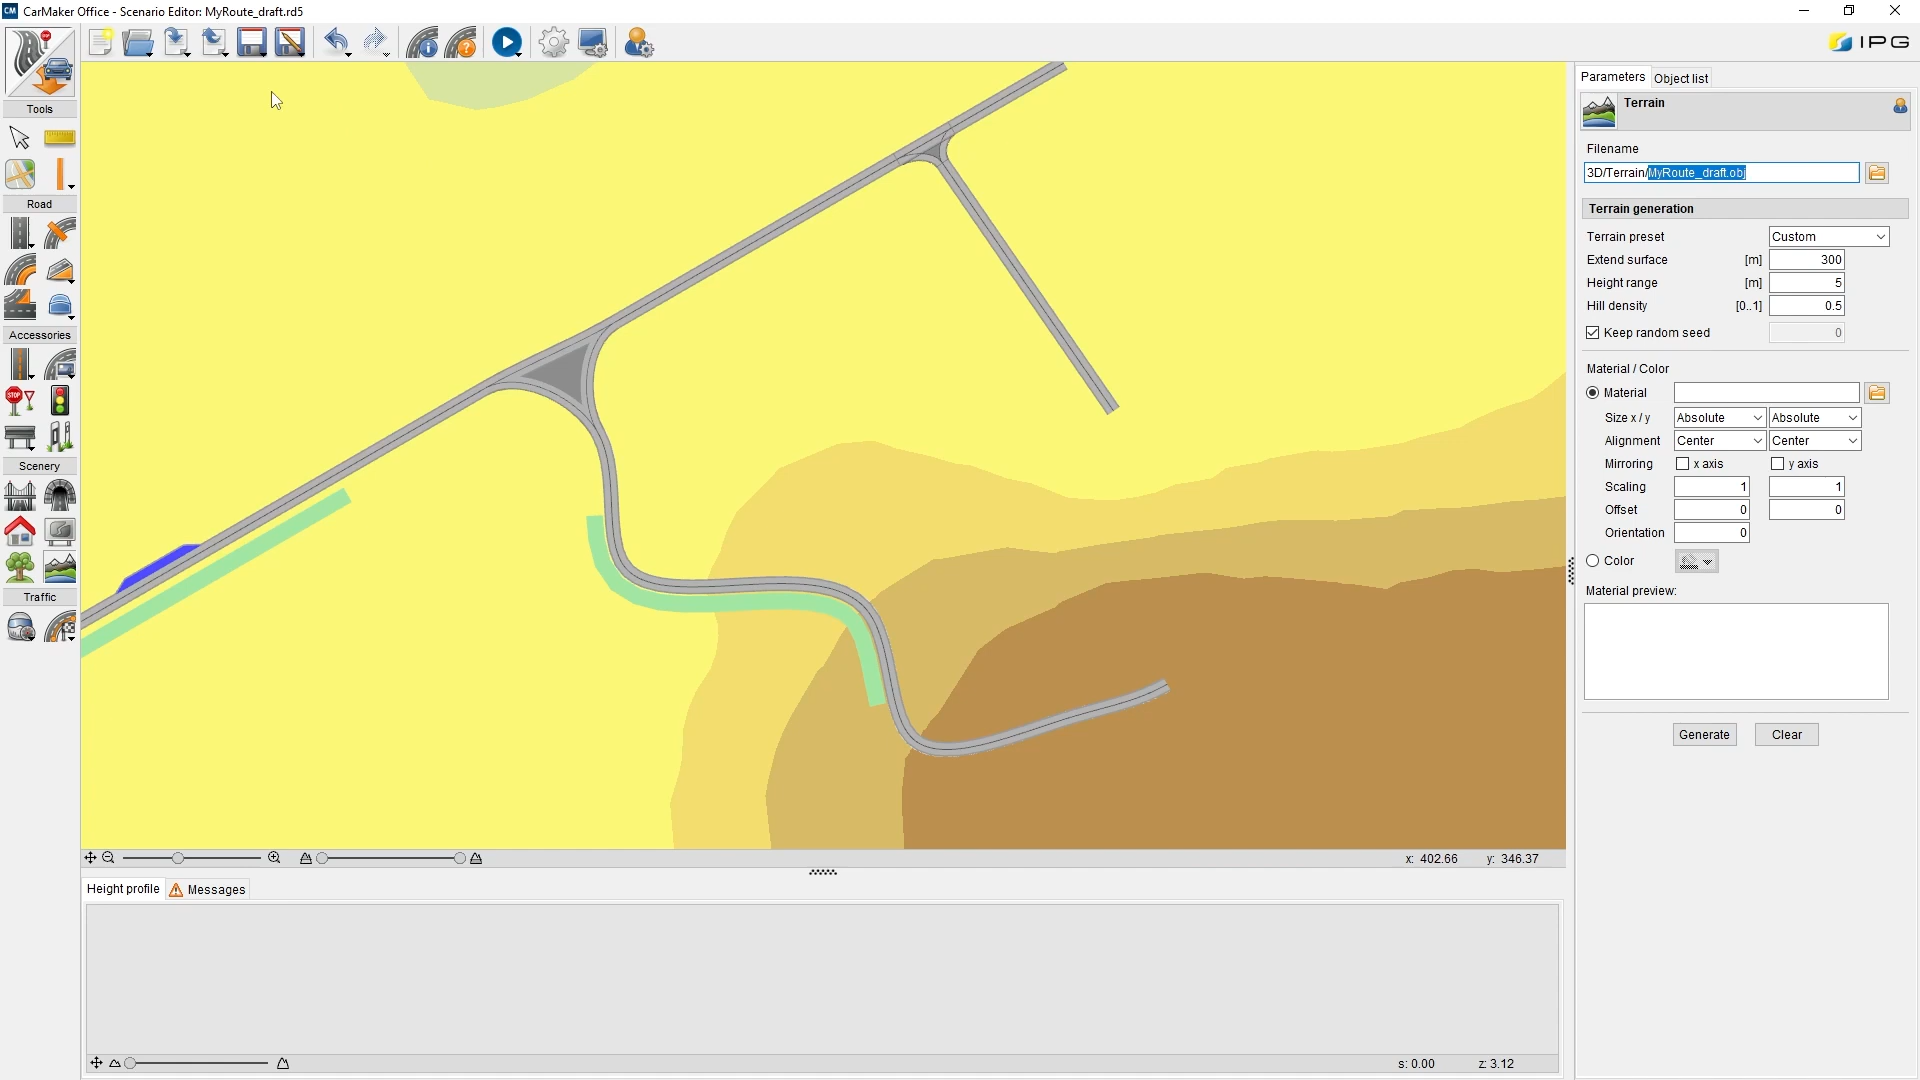 CM CarMaker Office - Scenario Editor: MyRoute_draft.rd5
IPG
Tools
Road
Accessories
STOP
Scenery
Traffic
x: 402.66 y: 346.37
Height profile Messages
s: 0.00 z: 3.12
Parameters Object list
Terrain
Filename
3D/Terrain/MyRoute_draft.obj
Terrain generation
Terrain preset Custom
Extend surface [m] 300
Height range [m] 5
Hill density [0..1] 0.5
Keep random seed 0
Material / Color
Material
Size x / y Absolute Absolute
Alignment Center Center
Mirroring x axis y axis
Scaling 1 1
Offset 0 0
Orientation 0
Color
Material preview:
Generate Clear